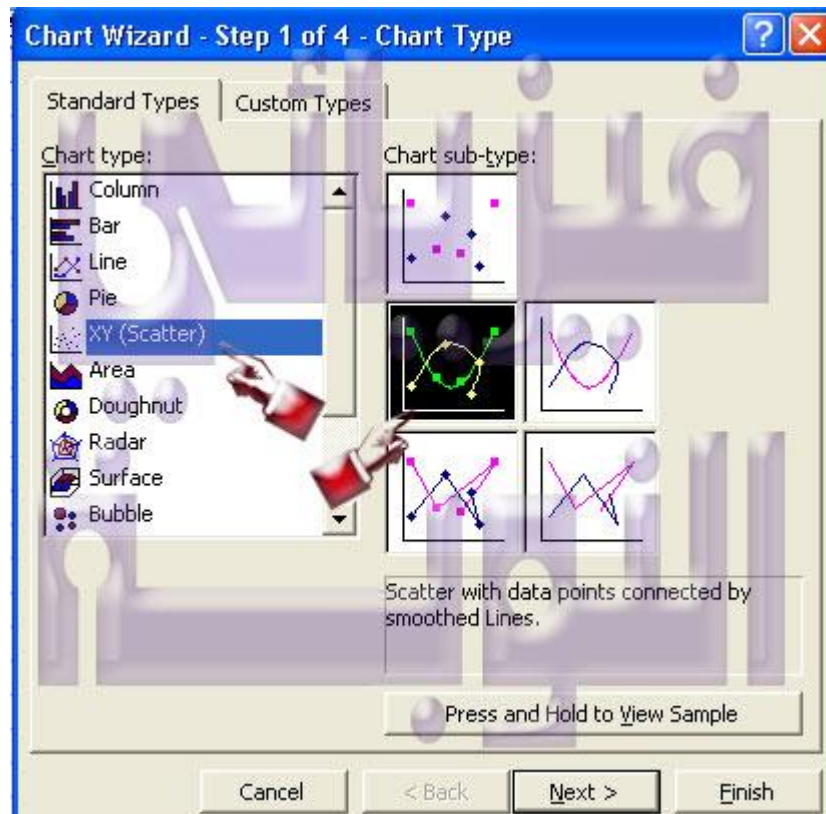 Chart Wizard - Step 1 of 4 - Chart Type
Standard Types
Custom Types
Chart type:
Column
Bar
Line
Pie
XY (Scatter)
Area
Doughnut
Radar
Surface
Bubble
Chart sub-type:
Scatter with data points connected by
smoothed Lines.
Press and Hold to View Sample
Cancel
< Back
Next >
Finish